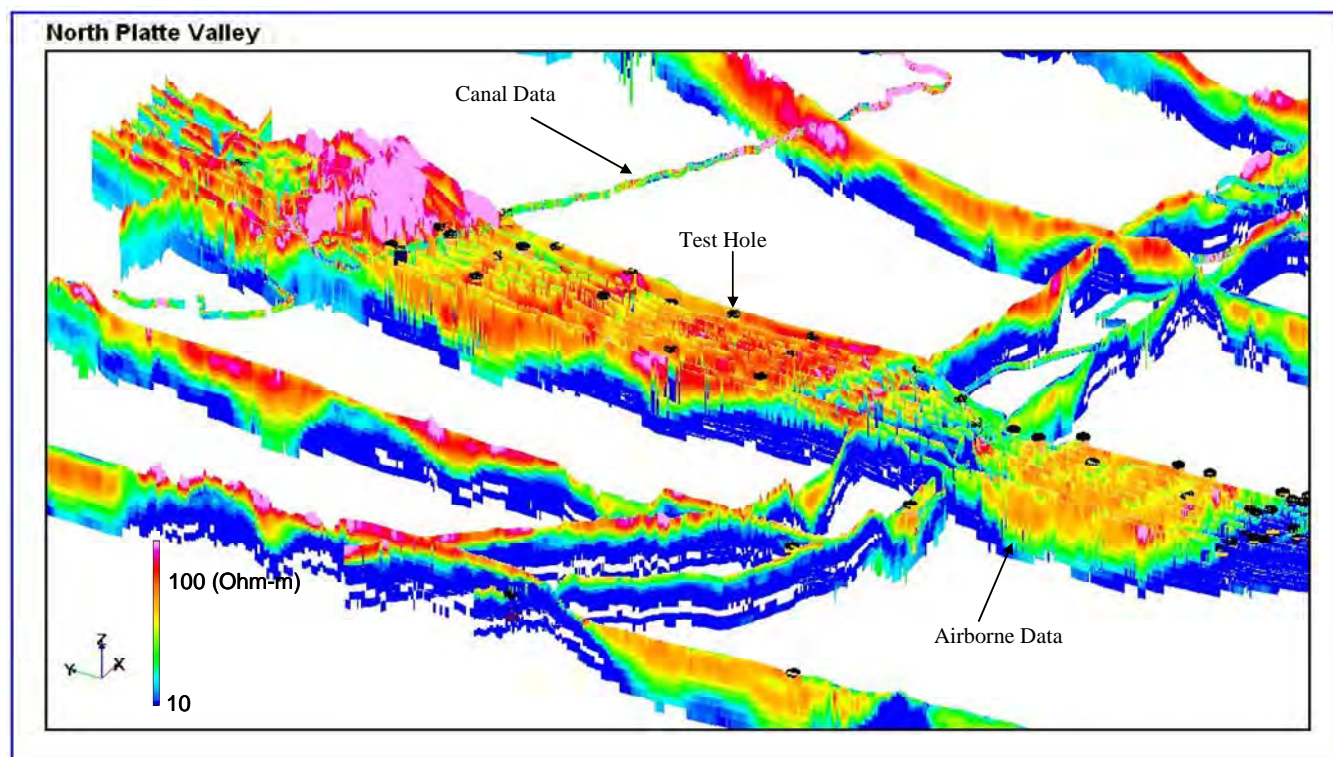 North Platte Valley
Canal Data
Test Hole
100 (Ohm-m)
Airborne Data
Z
Y
X
10